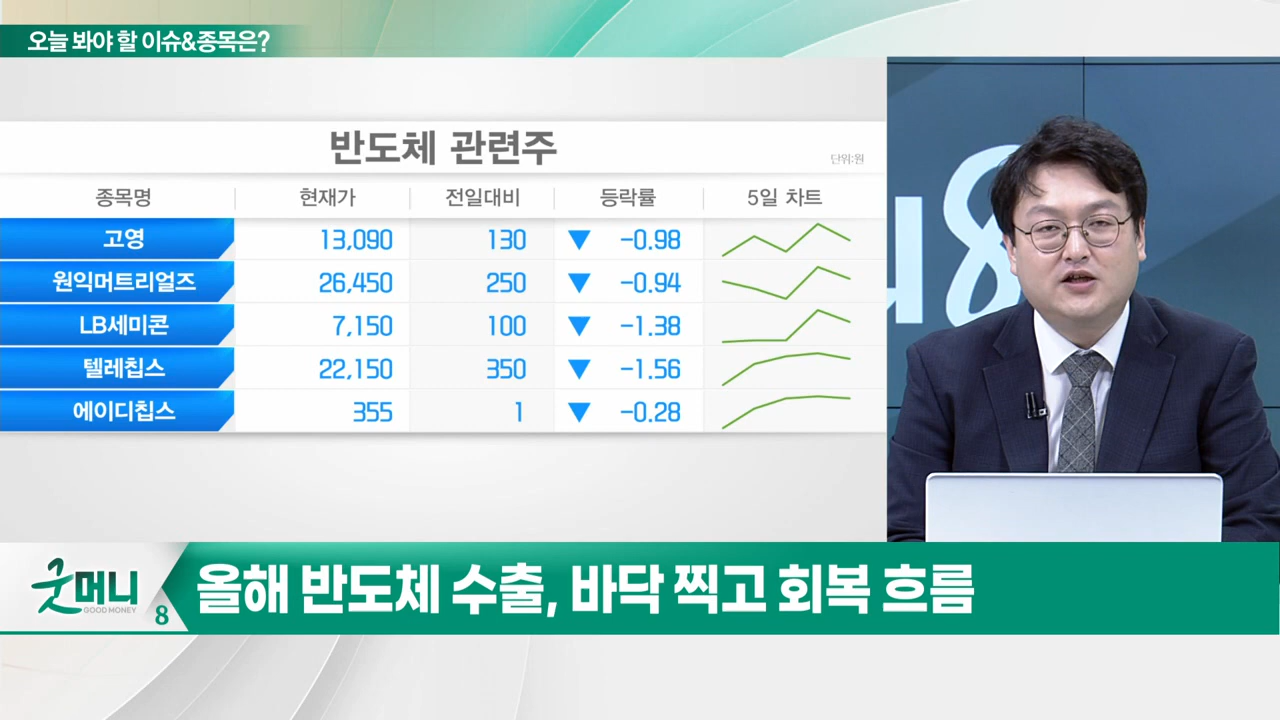 오늘 봐야 할 이슈&종목은?
반도체 관련주
단위:원
종목명 현재가 전일대비 등락률 5일 차트
고영 13,090 130 ▼ -0.98
원익머트리얼즈 26,450 250 ▼ -0.94
LB세미콘 7,150 100 ▼ -1.38
텔레칩스 22,150 350 ▼ -1.56
에이디칩스 355 1 ▼ -0.28
굿머니
GOOD MONEY
8
올해 반도체 수출, 바닥 찍고 회복 흐름